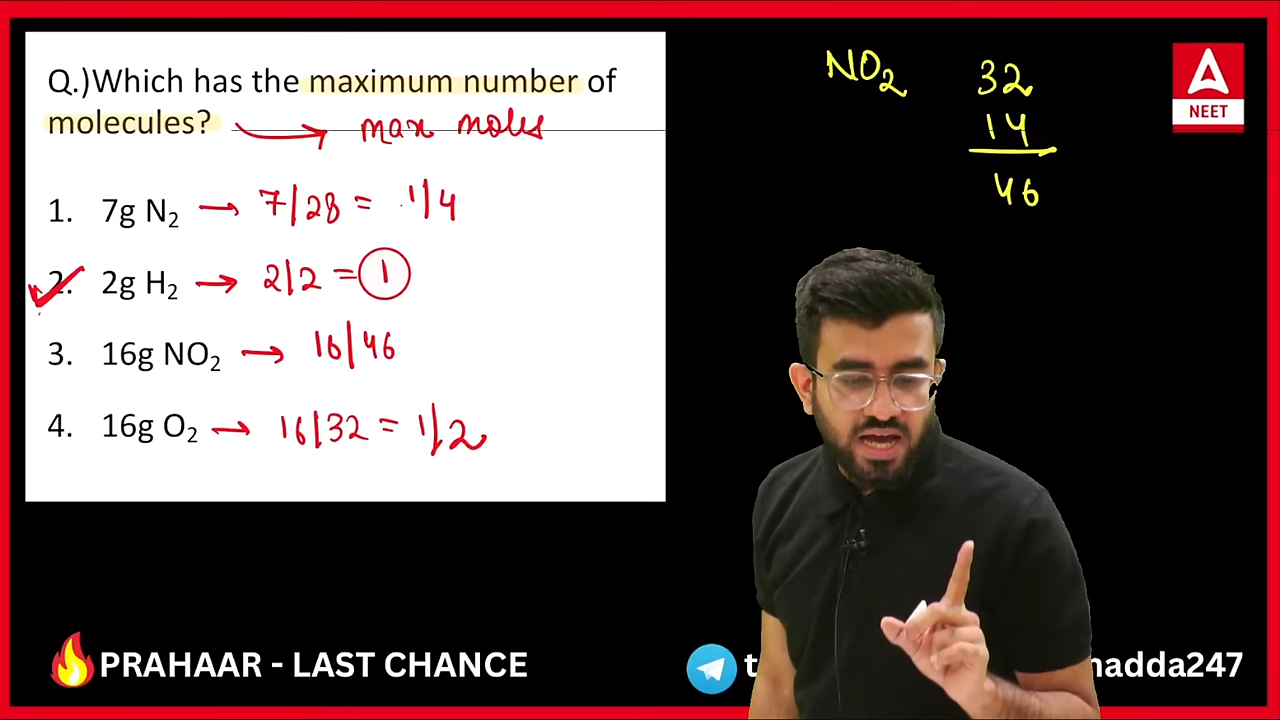 Q.)Which has the maximum number of
molecules? → max moles
1. 7g N₂ → 7/28 = 1/4
2. 2g H₂ → 2/2 = 1
3. 16g NO₂ → 16/46
4. 16g O₂ → 16/32 = 1/2
NO₂ 32
14
46
NEET
PRAHAAR - LAST CHANCE